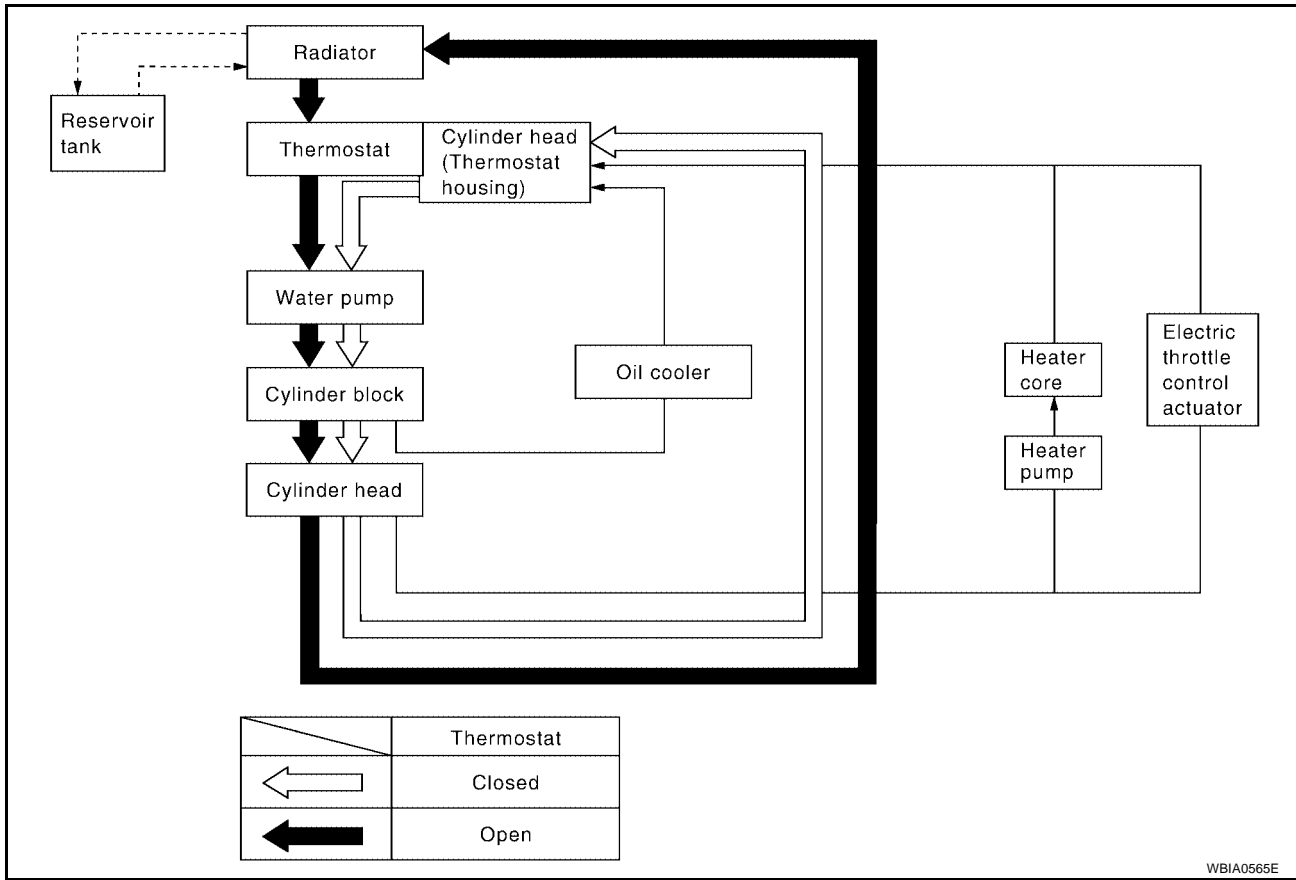 Radiator
Reservoir
tank
Thermostat
Cylinder head
(Thermostat
housing)
Water pump
Cylinder block
Oil cooler
Cylinder head
Heater
core
Heater
pump
Electric
throttle
control
actuator
Thermostat
Closed
Open
WBIA0565E